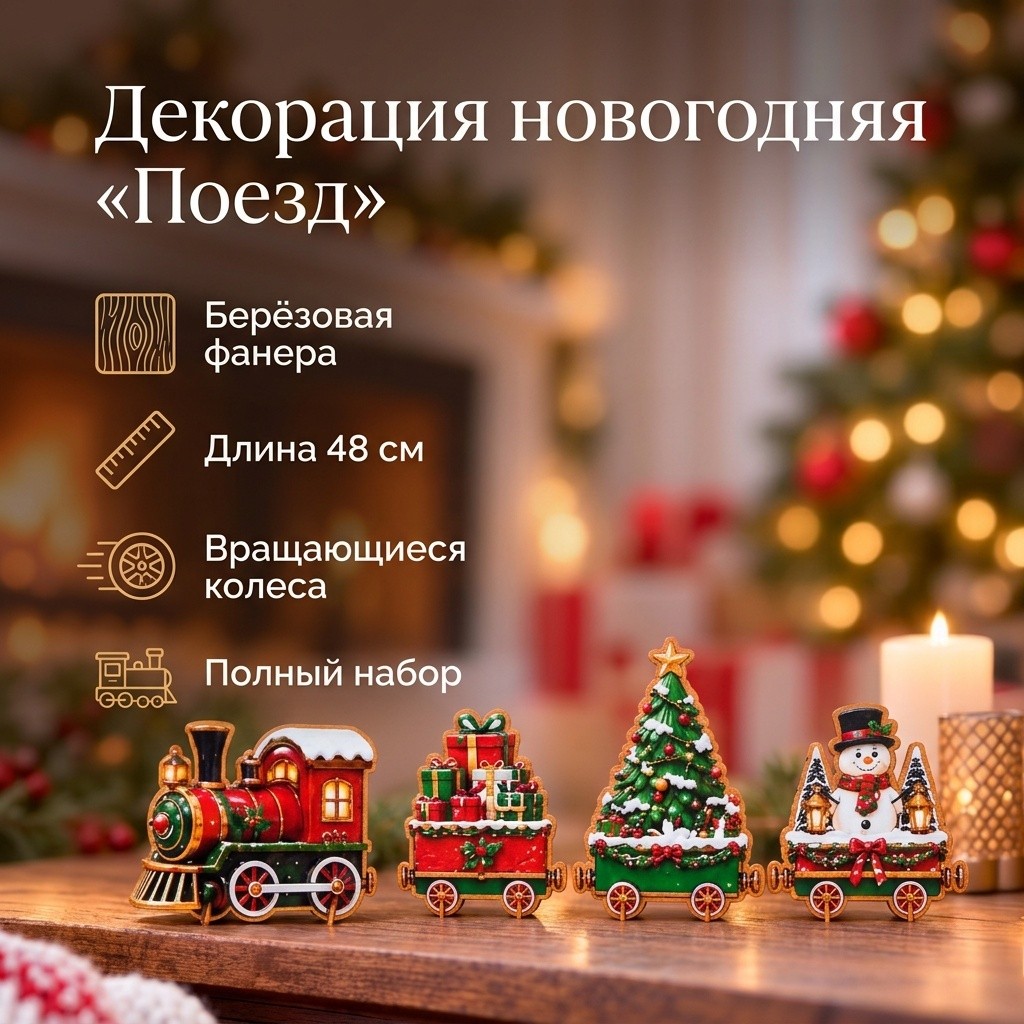 Декорация новогодняя
«Поезд»
Берёзовая
фанера
Длина 48 см
Вращающиеся
колеса
Полный набор